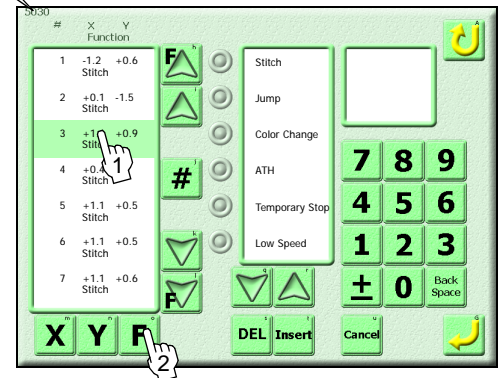 5030
# X Y
Function
1 -1.2 +0.6
Stitch
2 +0.1 -1.5
Stitch
3 +1 +0.9
4 +0.4
Stitch
5 +1.1 +0.5
Stitch
6 +1.1 +0.5
Stitch
7 +1.1 +0.6
Stitch
F
#
F
Stitch
Jump
Color Change
ATH
Temporary Stop
Low Speed
7 8 9
4 5 6
1 2 3
± 0 Back Space
X Y F
DEL Insert Cancel
1
2